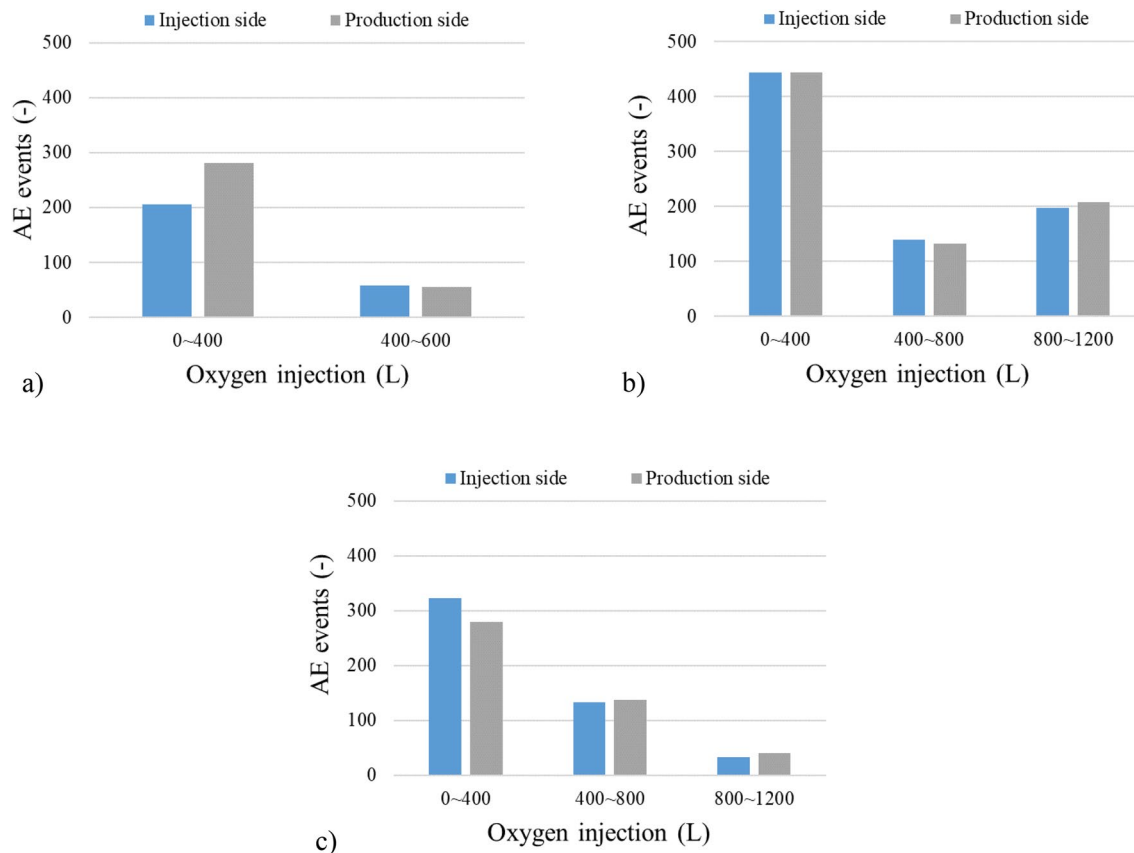 Injection side Production side
500
400
300
200
100
0
AE events (-)
0~400 400~600
Oxygen injection (L)
a)
Injection side Production side
500
400
300
200
100
0
AE events (-)
0~400 400~800 800~1200
Oxygen injection (L)
b)
Injection side Production side
500
400
300
200
100
0
AE events (-)
0~400 400~800 800~1200
Oxygen injection (L)
c)